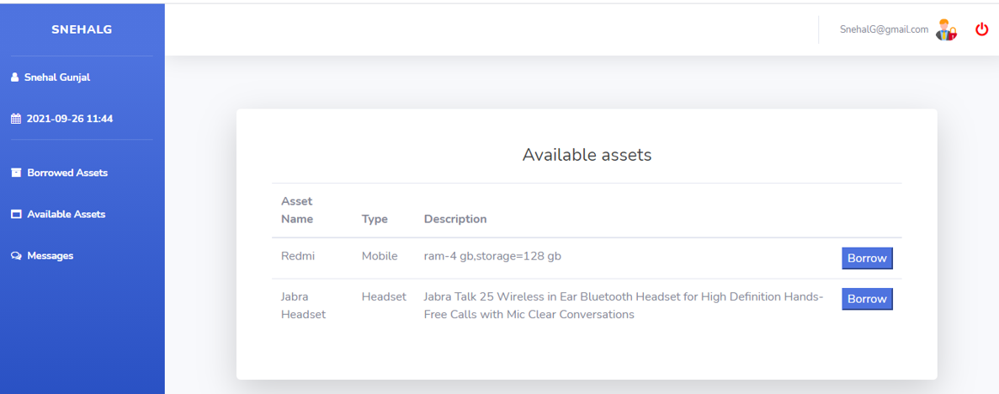 SNEHALG
SnehalG@gmail.com
Snehal Gunjal
2021-09-26 11:44
Borrowed Assets
Available Assets
Messages
Available assets
Asset
Name Type Description
Redmi Mobile ram-4 gb,storage=128 gb Borrow
Jabra Headset Jabra Talk 25 Wireless in Ear Bluetooth Headset for High Definition Hands- Borrow
Headset Free Calls with Mic Clear Conversations